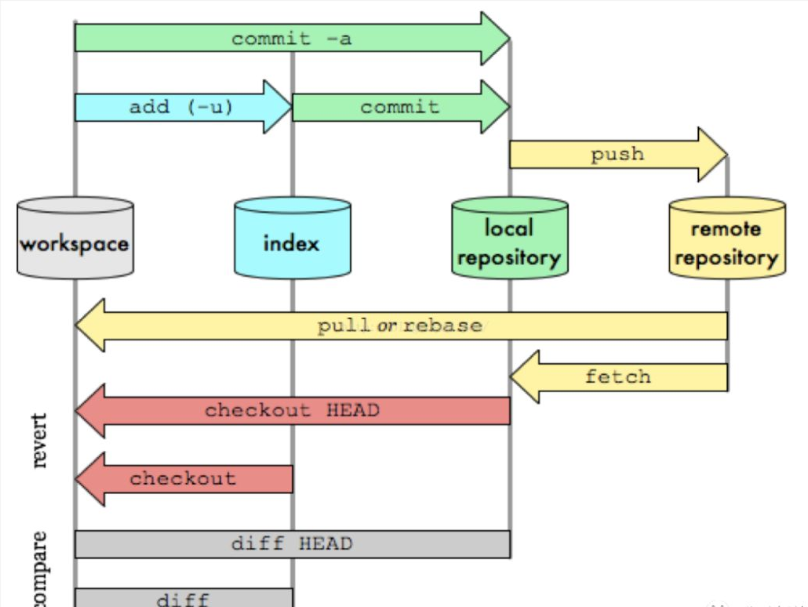 commit -a
add (-u)
commit
push
workspace
index
local
repository
remote
repository
pull or rebase
fetch
checkout HEAD
revert
checkout
diff HEAD
compare
diff